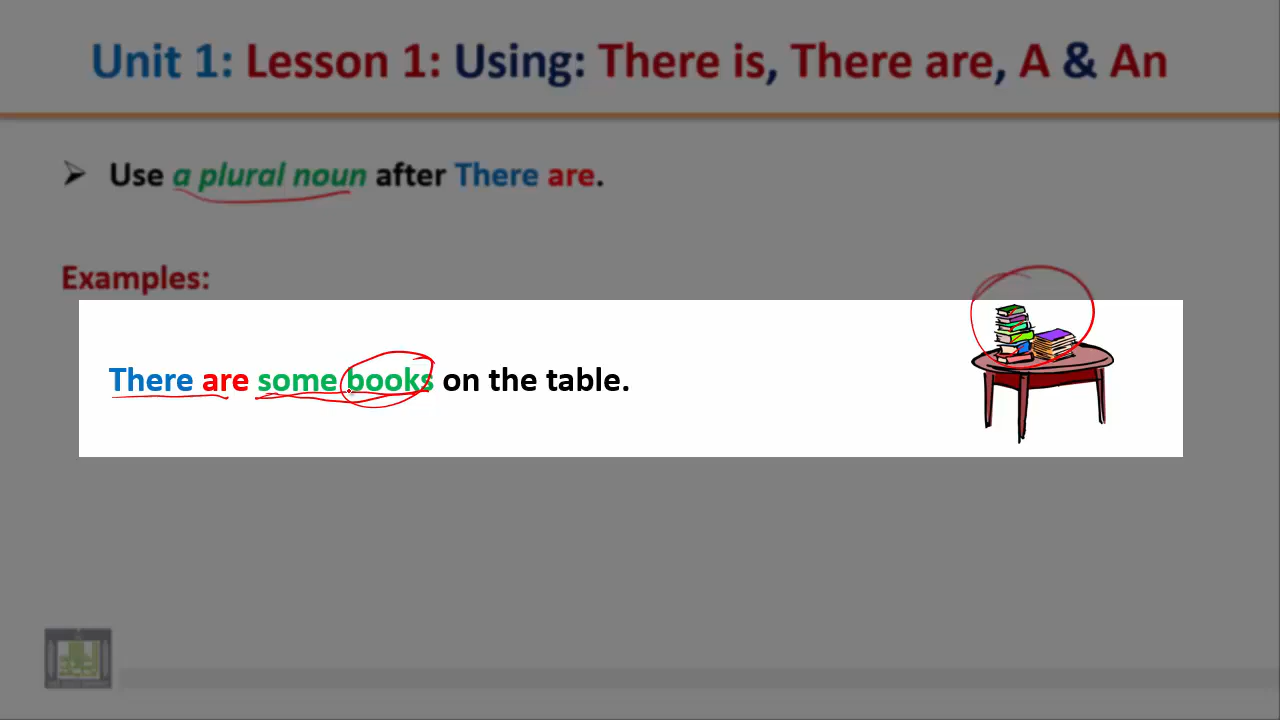 Unit 1: Lesson 1: Using: There is, There are, A & An
Use a plural noun after There are.
Examples:
There are some books on the table.